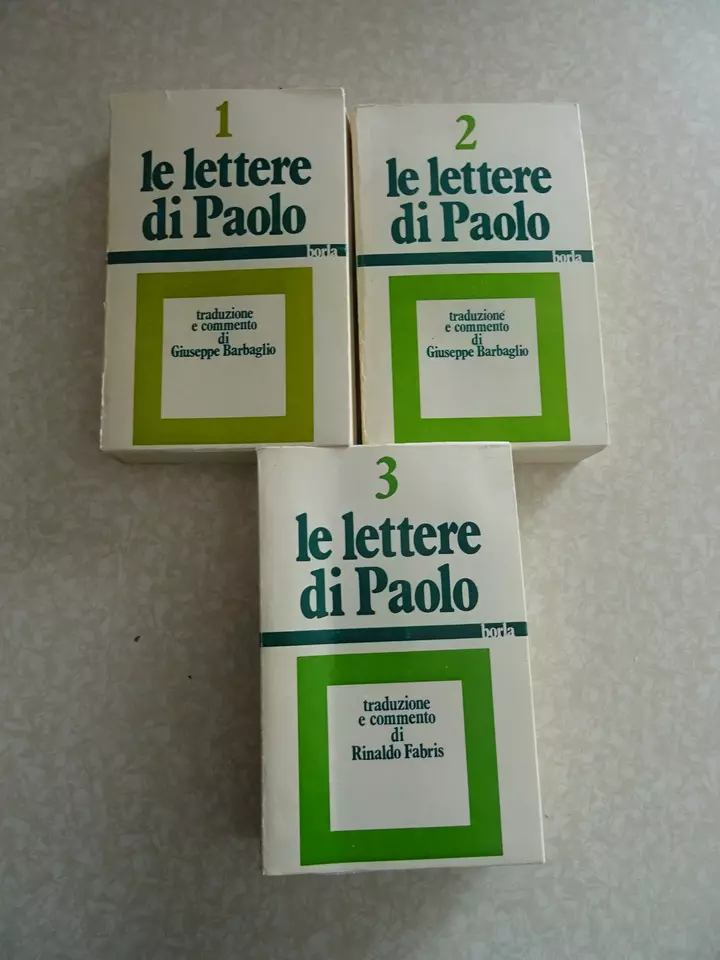 1
le lettere
di Paolo
borla
traduzione
e commento
di
Giuseppe Barbaglio
2
le lettere
di Paolo
borla
traduzione
e commento
di
Giuseppe Barbaglio
3
le lettere
di Paolo
borla
traduzione
e commento
di
Rinaldo Fabris